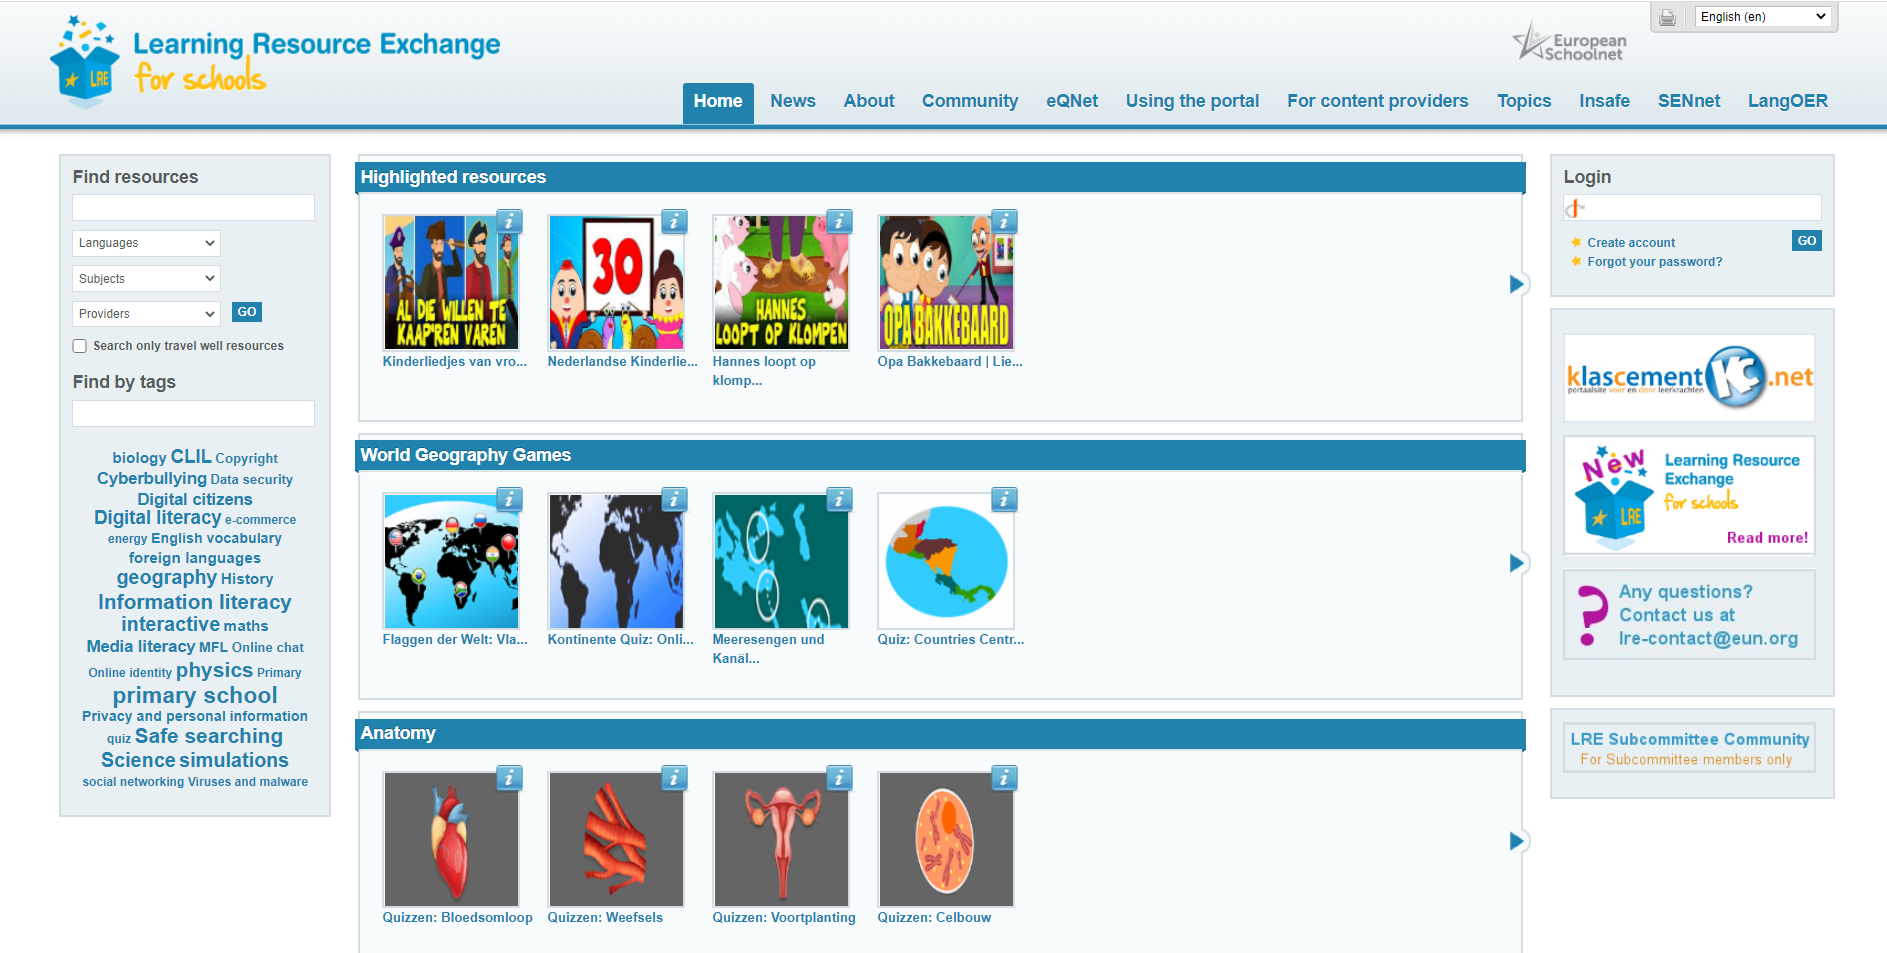 English (en)
LRE
Learning Resource Exchange
for schools
European
Schoolnet
Home News About Community eQNet Using the portal For content providers Topics Insafe SENnet LangOER
Find resources
Languages
Subjects
Providers GO
Search only travel well resources
Find by tags
biology CLIL Copyright
Cyberbullying Data security
Digital citizens
Digital literacy e-commerce
energy English vocabulary
foreign languages
geography History
Information literacy
interactive maths
Media literacy MFL Online chat
Online identity physics Primary
primary school
Privacy and personal information
quiz Safe searching
Science simulations
social networking Viruses and malware
Highlighted resources
AL DIE WILLEN TE
KAAP'REN VAREN
30
HANNES
LOOPT OP KLOMPEN
OPA BAKKEBAARD
Kinderliedjes van vro...
Nederlandse Kinderlie...
Hannes loopt op
klomp...
Opa Bakkebaard | Lie...
World Geography Games
Flaggen der Welt: Vla...
Kontinente Quiz: Onli...
Meeresengen und
Kanäl...
Quiz: Countries Centr...
Anatomy
Quizzen: Bloedsomloop
Quizzen: Weefsels
Quizzen: Voortplanting
Quizzen: Celbouw
Login
Create account GO
Forgot your password?
klascement KC .net
portaalsite voor en door leerkrachten
New
LRE
Learning Resource
Exchange
for schools
Read more!
? Any questions?
Contact us at
lre-contact@eun.org
LRE Subcommittee Community
For Subcommittee members only